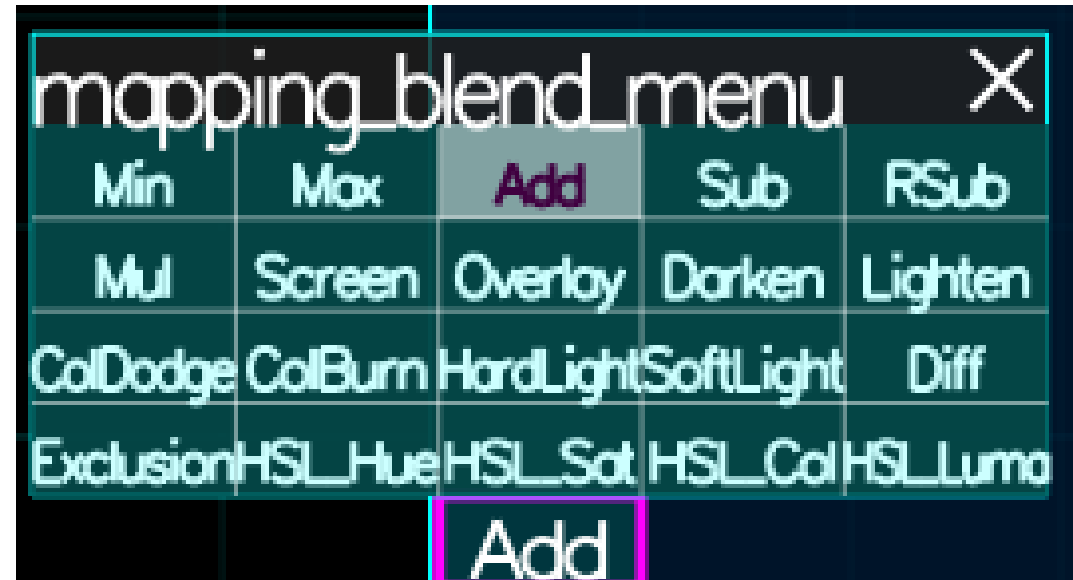 mapping_blend_menu X
Min Max Add Sub RSub
Mul Screen Overlay Darken Lighten
ColDodge ColBurn HardLight SoftLight Diff
Exclusion HSL_Hue HSL_Sat HSL_Col HSL_Luma
Add